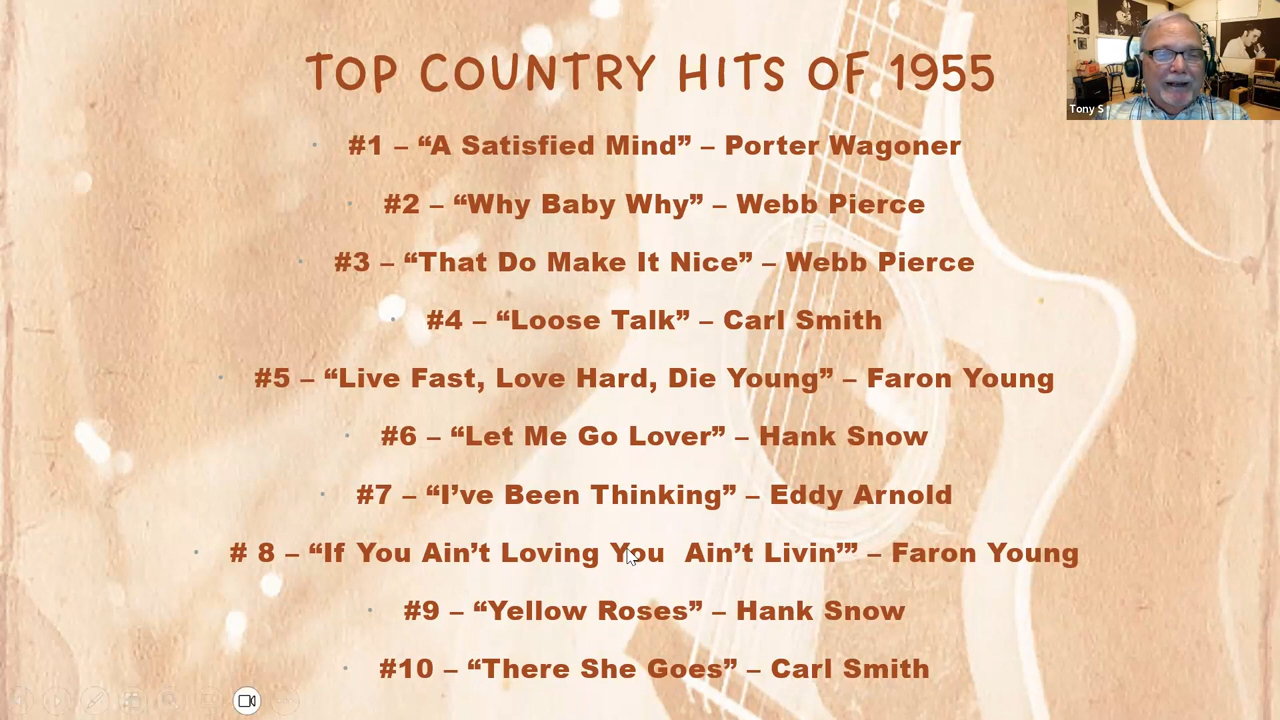 TOP COUNTRY HITS OF 1955
Tony S
#1 – “A Satisfied Mind” – Porter Wagoner
#2 – “Why Baby Why” – Webb Pierce
#3 – “That Do Make It Nice” – Webb Pierce
#4 – “Loose Talk” – Carl Smith
#5 – “Live Fast, Love Hard, Die Young” – Faron Young
#6 – “Let Me Go Lover” – Hank Snow
#7 – “I’ve Been Thinking” – Eddy Arnold
# 8 – “If You Ain’t Loving You  Ain’t Livin’” – Faron Young
#9 – “Yellow Roses” – Hank Snow
#10 – “There She Goes” – Carl Smith